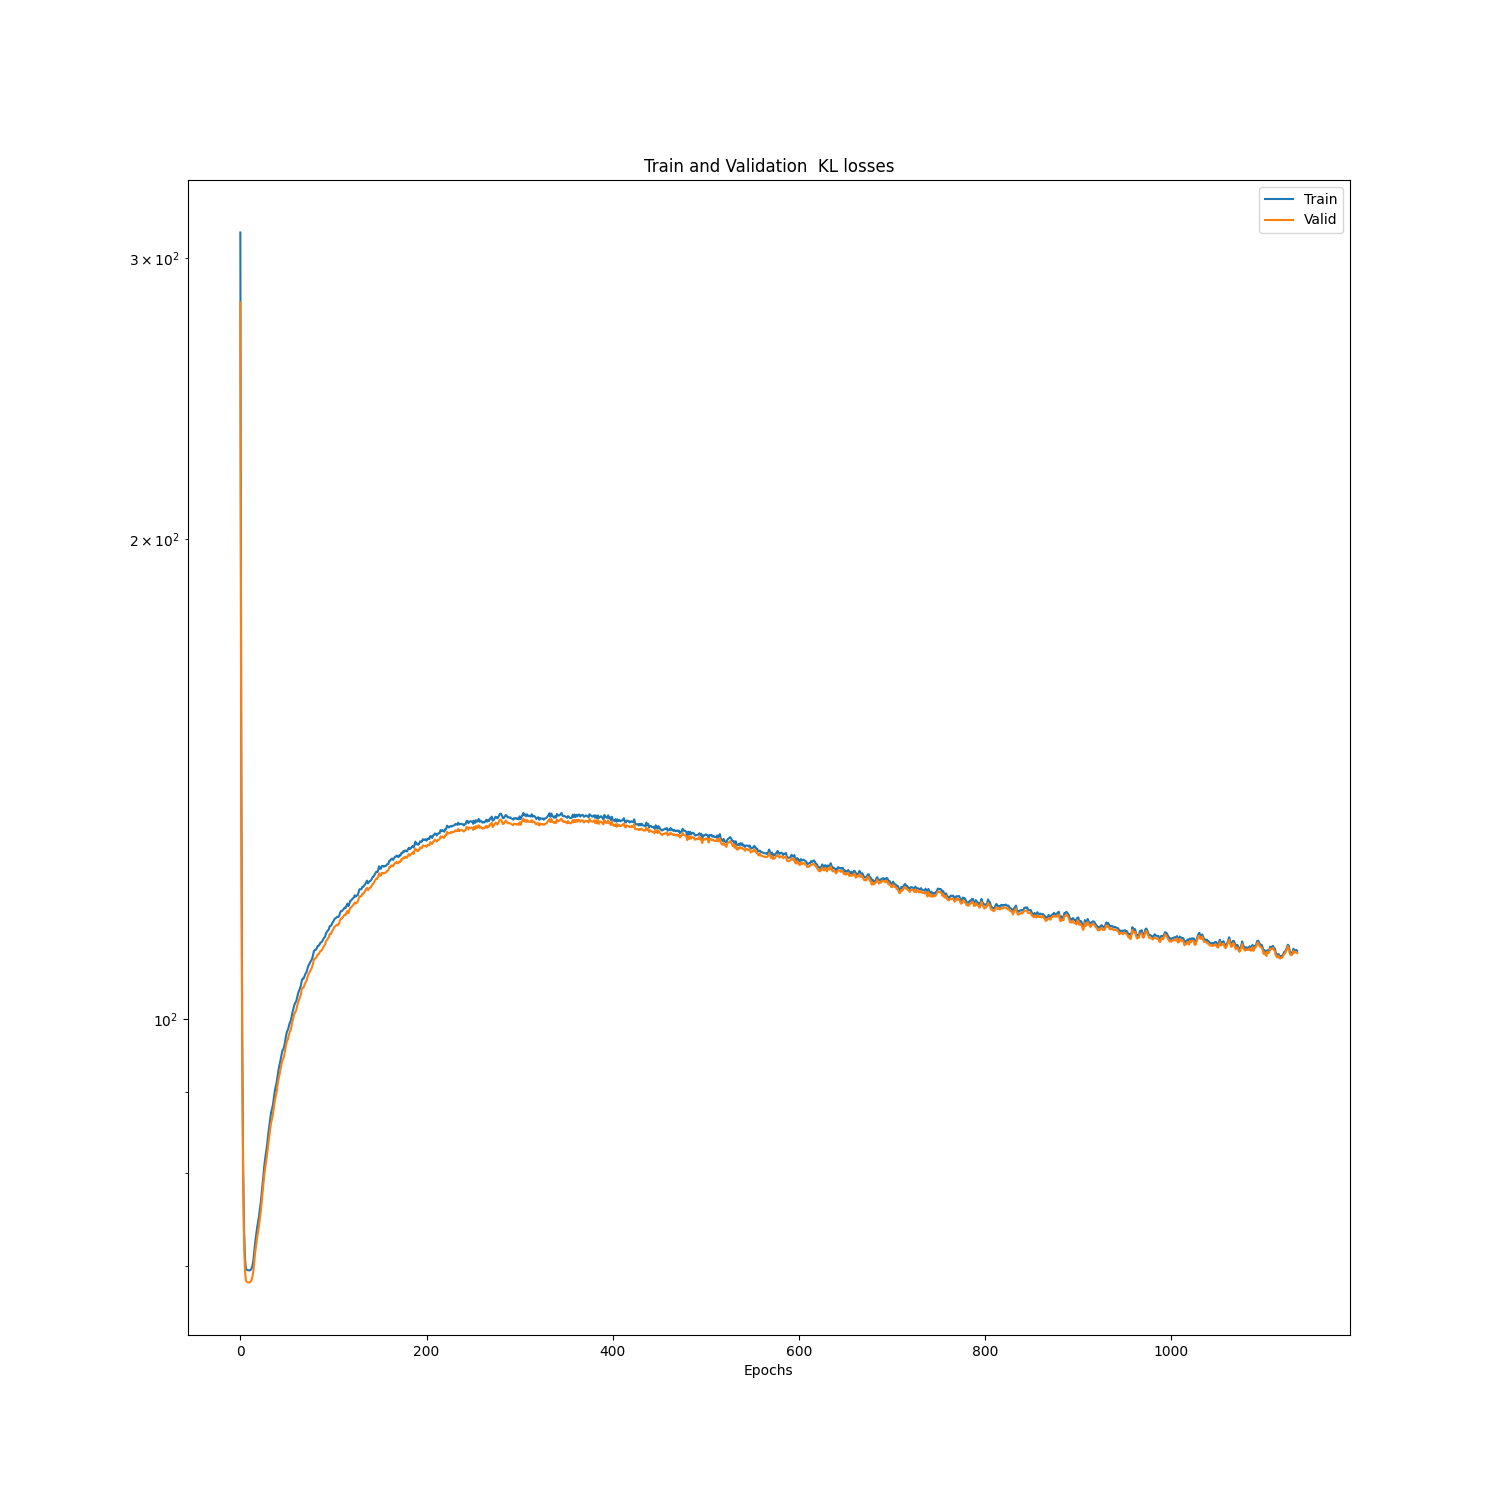 Train and Validation  KL losses
Train
Valid
3 × 10²
2 × 10²
10²
0 200 400 600 800 1000
Epochs